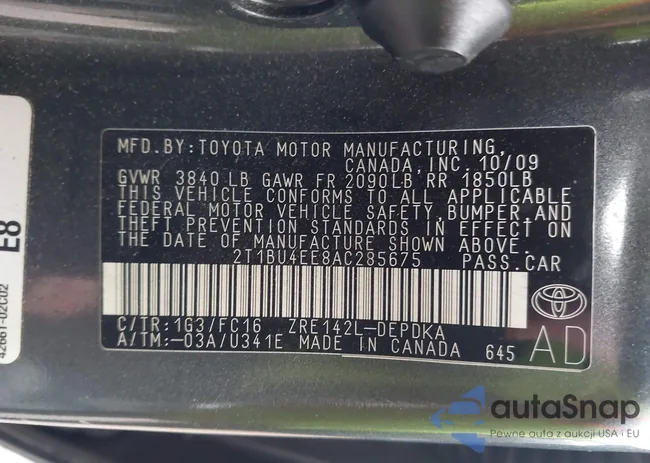 MFD. BY: TOYOTA MOTOR MANUFACTURING,
CANADA, INC. 10/09
GVWR 3840 LB GAWR FR 2090LB RR 1850LB
THIS VEHICLE CONFORMS TO ALL APPLICABLE
FEDERAL MOTOR VEHICLE SAFETY, BUMPER, AND
THEFT PREVENTION STANDARDS IN EFFECT ON
THE DATE OF MANUFACTURE SHOWN ABOVE.
2T1BU4EE8AC285675 PASS. CAR
C/TR: 1G3/FC16 ZRE142L-DEPDKA
A/TM: -03A/U341E MADE IN CANADA 645
AD
E8
42661-02C02
autaSnap
Pewne auta z aukcji USA i EU